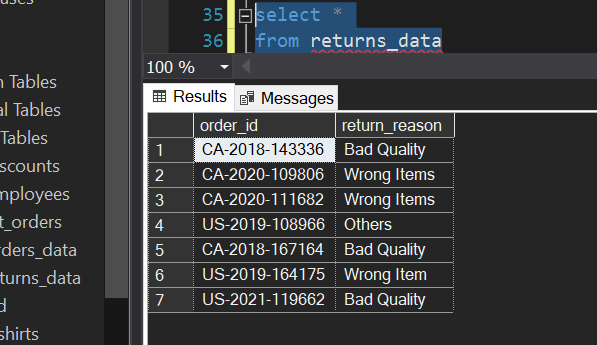 35 select *
36 from returns_data
100 %
Results Messages
order_id return_reason
1 CA-2018-143336 Bad Quality
2 CA-2020-109806 Wrong Items
3 CA-2020-111682 Wrong Items
4 US-2019-108966 Others
5 CA-2018-167164 Bad Quality
6 US-2019-164175 Wrong Item
7 US-2021-119662 Bad Quality
Tables
Tables
Tables
scounts
mployees
t_orders
rders_data
turns_data
d
shirts